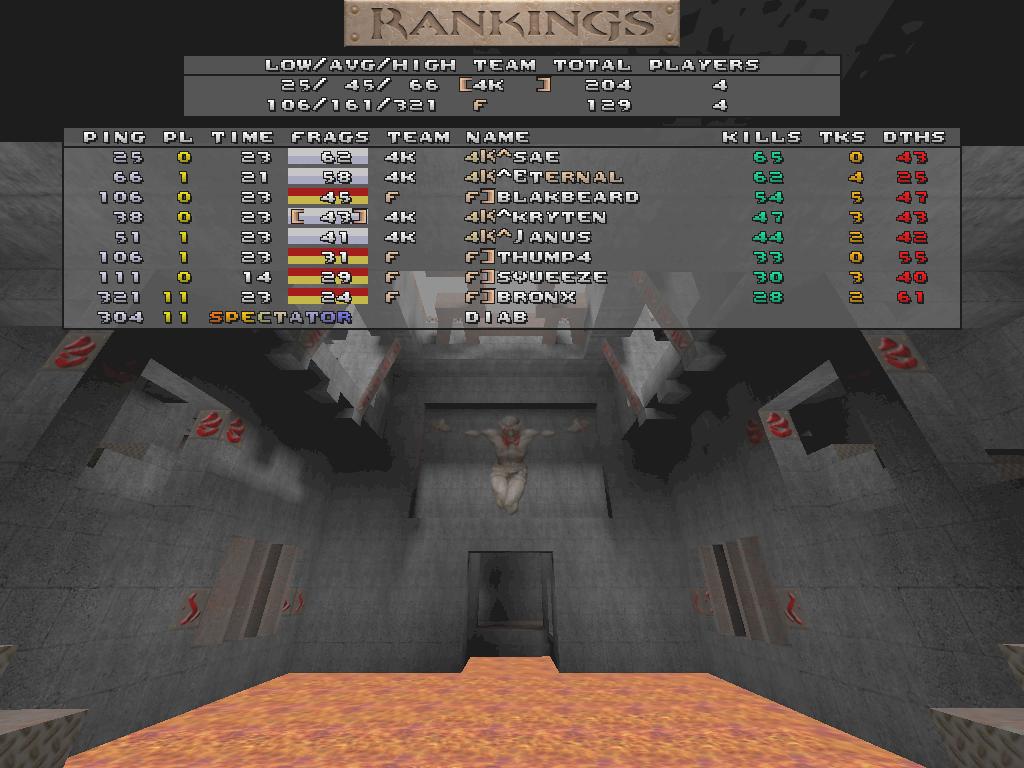 RANKINGS
LOW/AVG/HIGH TEAM TOTAL PLAYERS
25/ 45/ 66 [4K ] 204 4
106/161/321 F 129 4
PING PL TIME FRAGS TEAM NAME KILLS TKS DTHS
25 0 23 62 4K 4K^SAE 65 0 43
66 1 21 58 4K 4K^ETERNAL 62 4 25
106 0 23 45 F F]BLAKBEARD 54 5 47
38 0 23 [ 43 ] 4K 4K^KRYTEN 47 3 43
51 1 23 41 4K 4K^JANUS 44 2 42
106 1 23 31 F F]THUMP4 33 0 55
111 0 14 29 F F]SQUEEZE 30 3 40
321 11 23 24 F F]BRONX 28 2 61
304 11 SPECTATOR DIAB